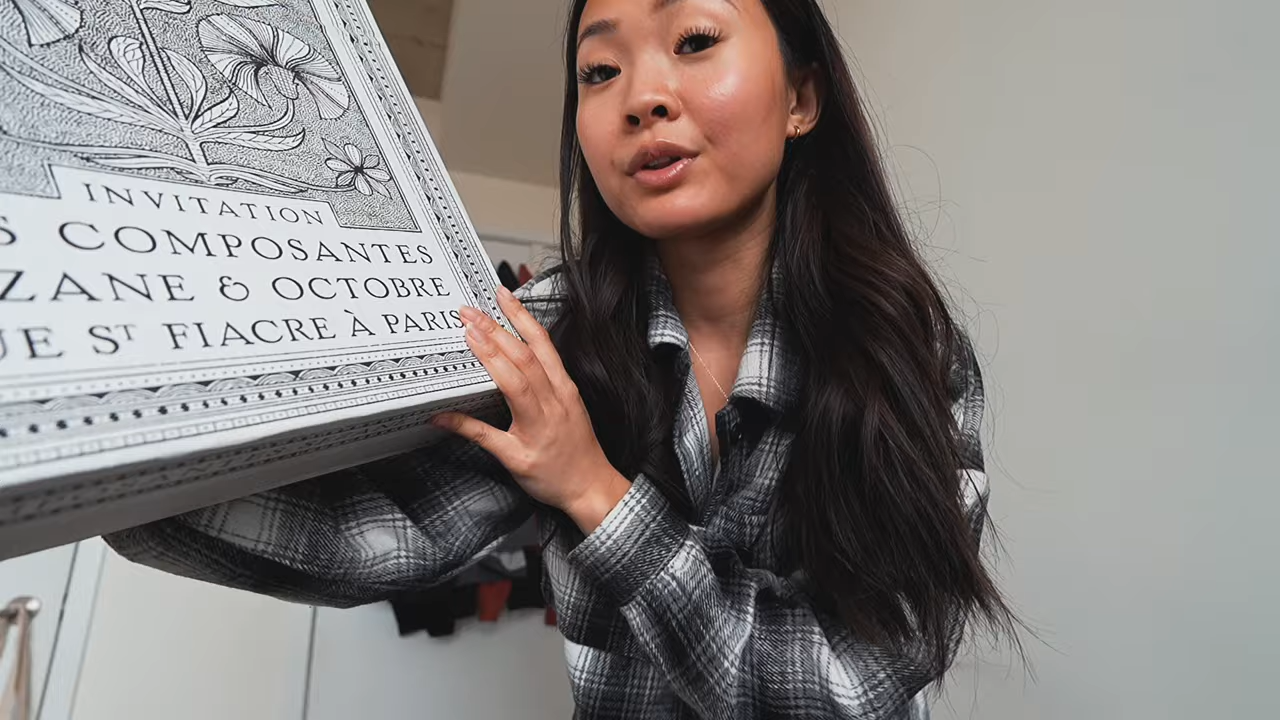 INVITATION
S COMPOSANTES
ZANE & OCTOBRE
UE Sᵀ FIACRE À PARIS